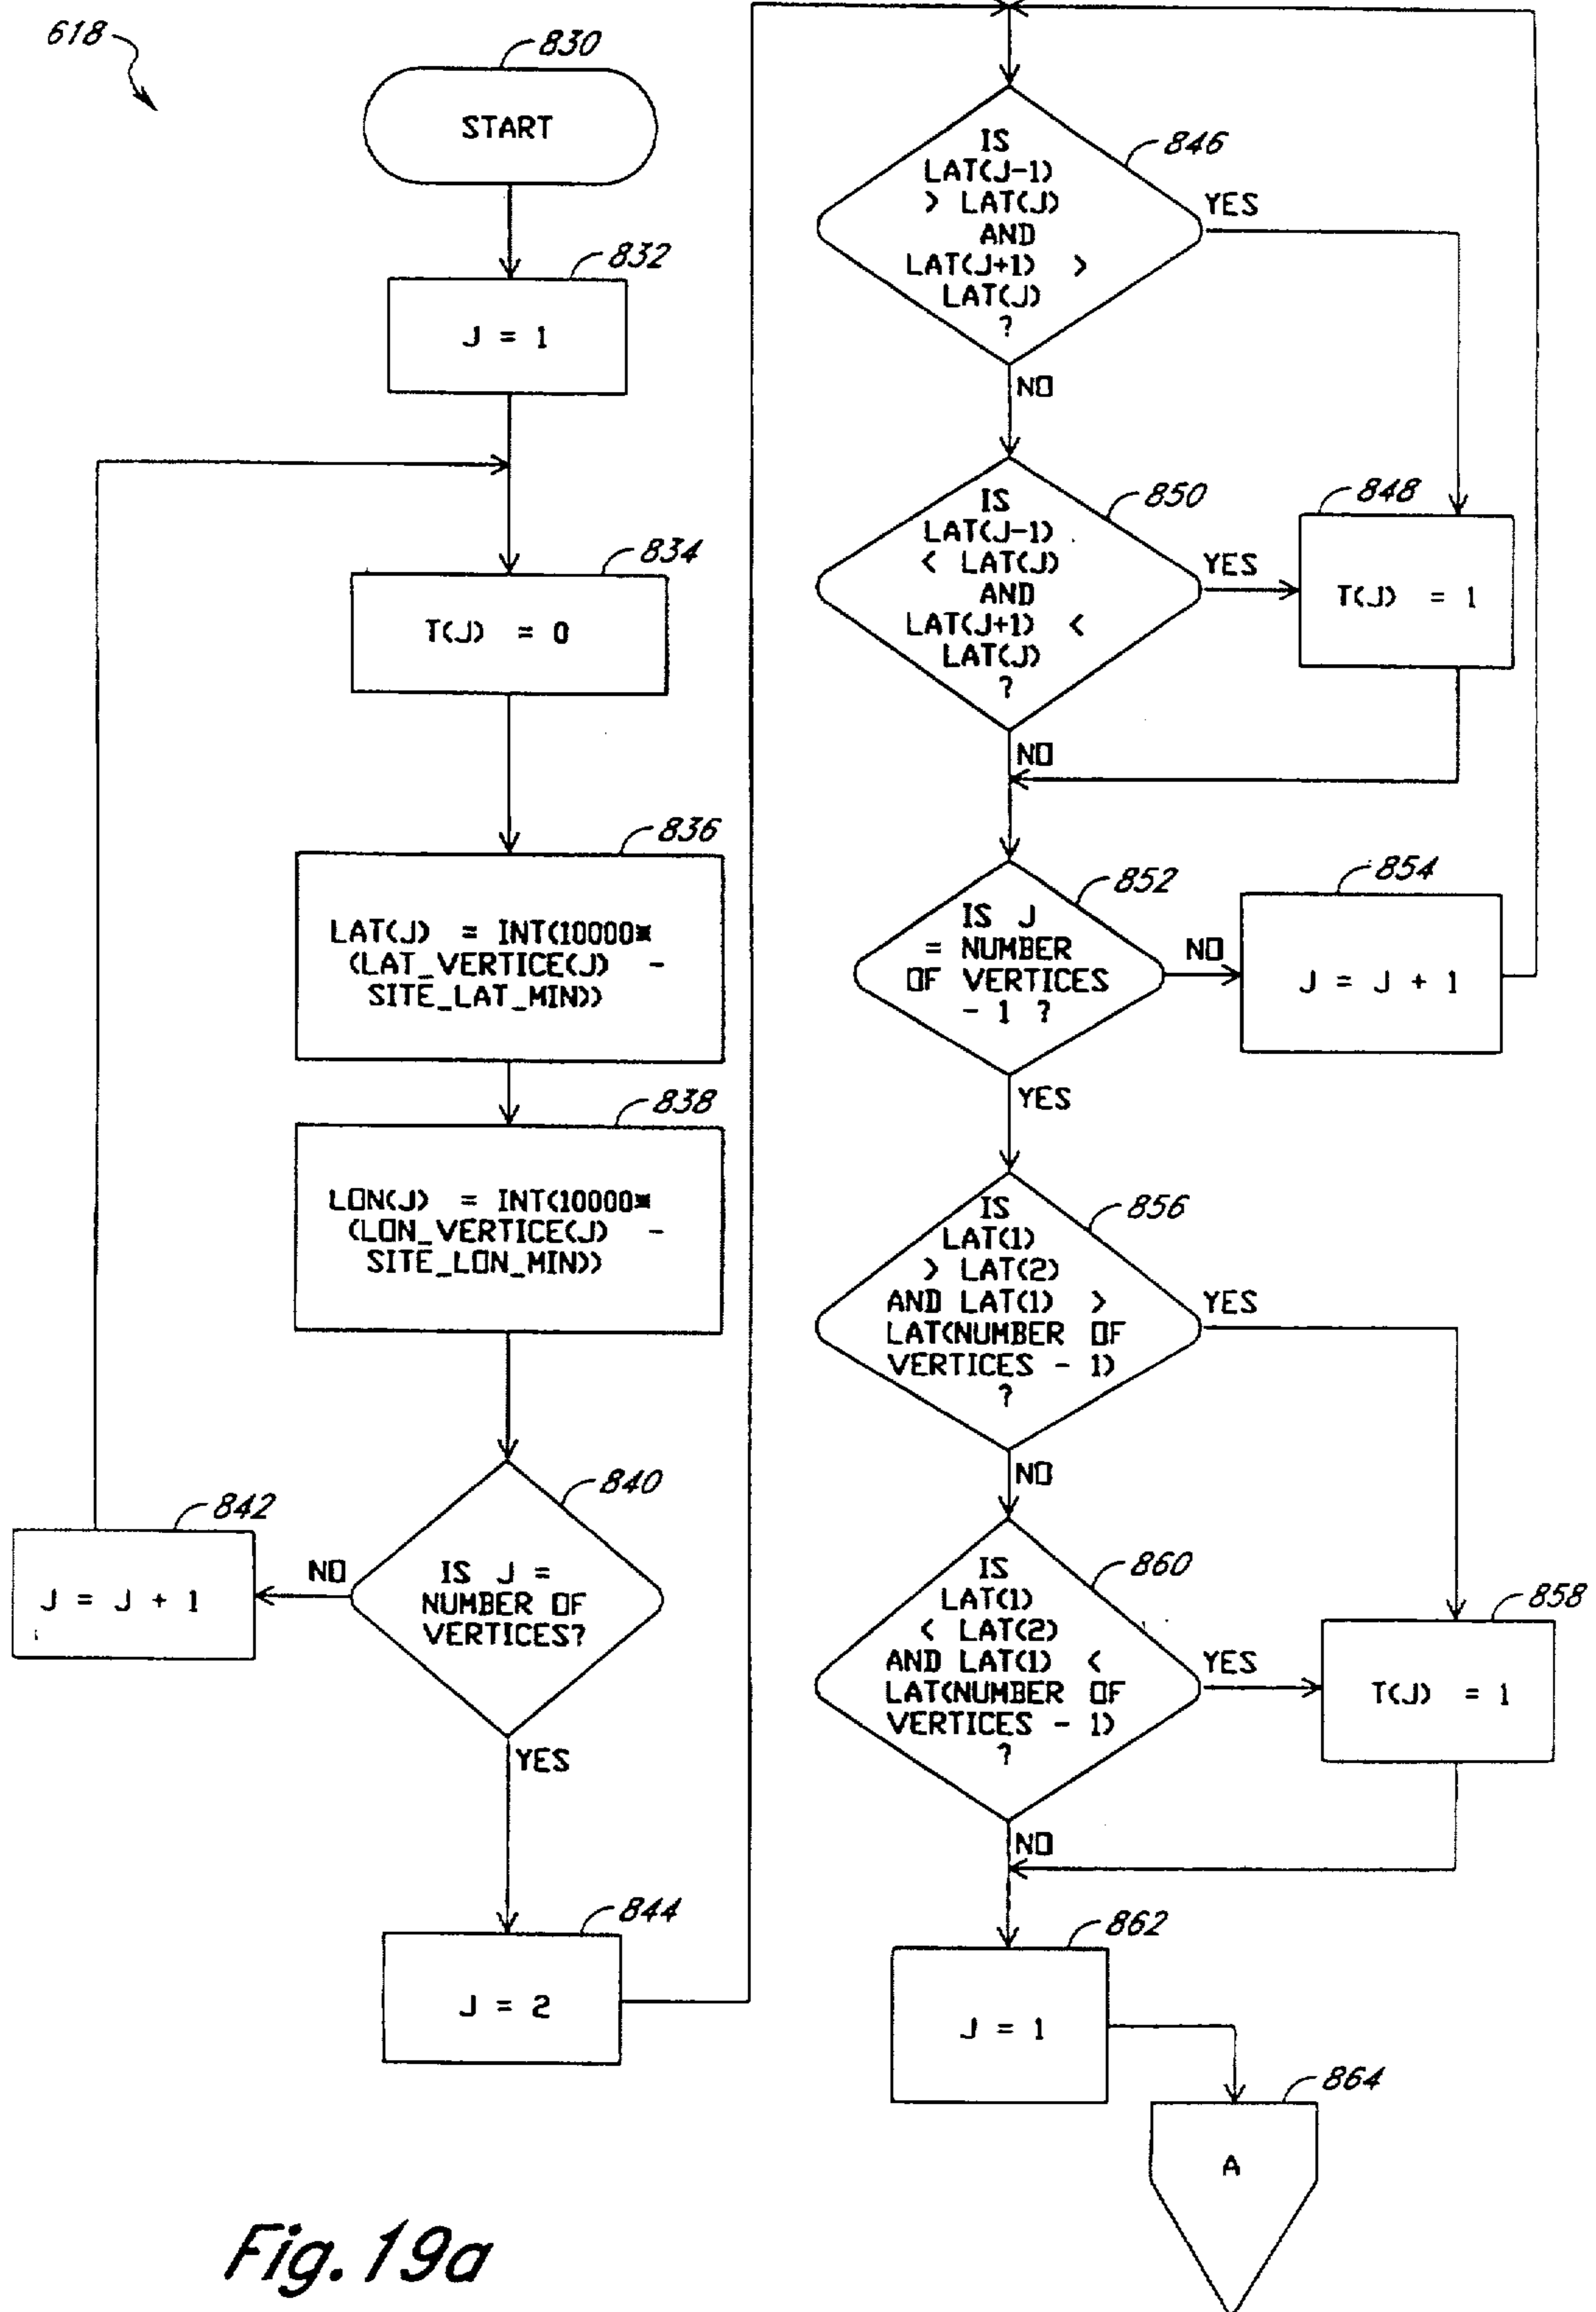 618
830
START
832
J = 1
834
T(J) = 0
836
LAT(J) = INT(10000*
(LAT_VERTICE(J) -
SITE_LAT_MIN))
838
LON(J) = INT(10000*
(LON_VERTICE(J) -
SITE_LON_MIN))
840
IS J =
NUMBER OF
VERTICES?
NO
842
J = J + 1
YES
844
J = 2
846
IS
LAT(J-1)
> LAT(J)
AND
LAT(J+1) >
LAT(J)
?
YES
NO
850
IS
LAT(J-1)
< LAT(J)
AND
LAT(J+1) <
LAT(J)
?
YES
848
T(J) = 1
NO
852
IS J
= NUMBER
OF VERTICES
- 1 ?
NO
854
J = J + 1
YES
856
IS
LAT(1)
> LAT(2)
AND LAT(1) >
LAT(NUMBER OF
VERTICES - 1)
?
YES
NO
860
IS
LAT(1)
< LAT(2)
AND LAT(1) <
LAT(NUMBER OF
VERTICES - 1)
?
YES
858
T(J) = 1
NO
862
J = 1
864
A
Fig. 19a